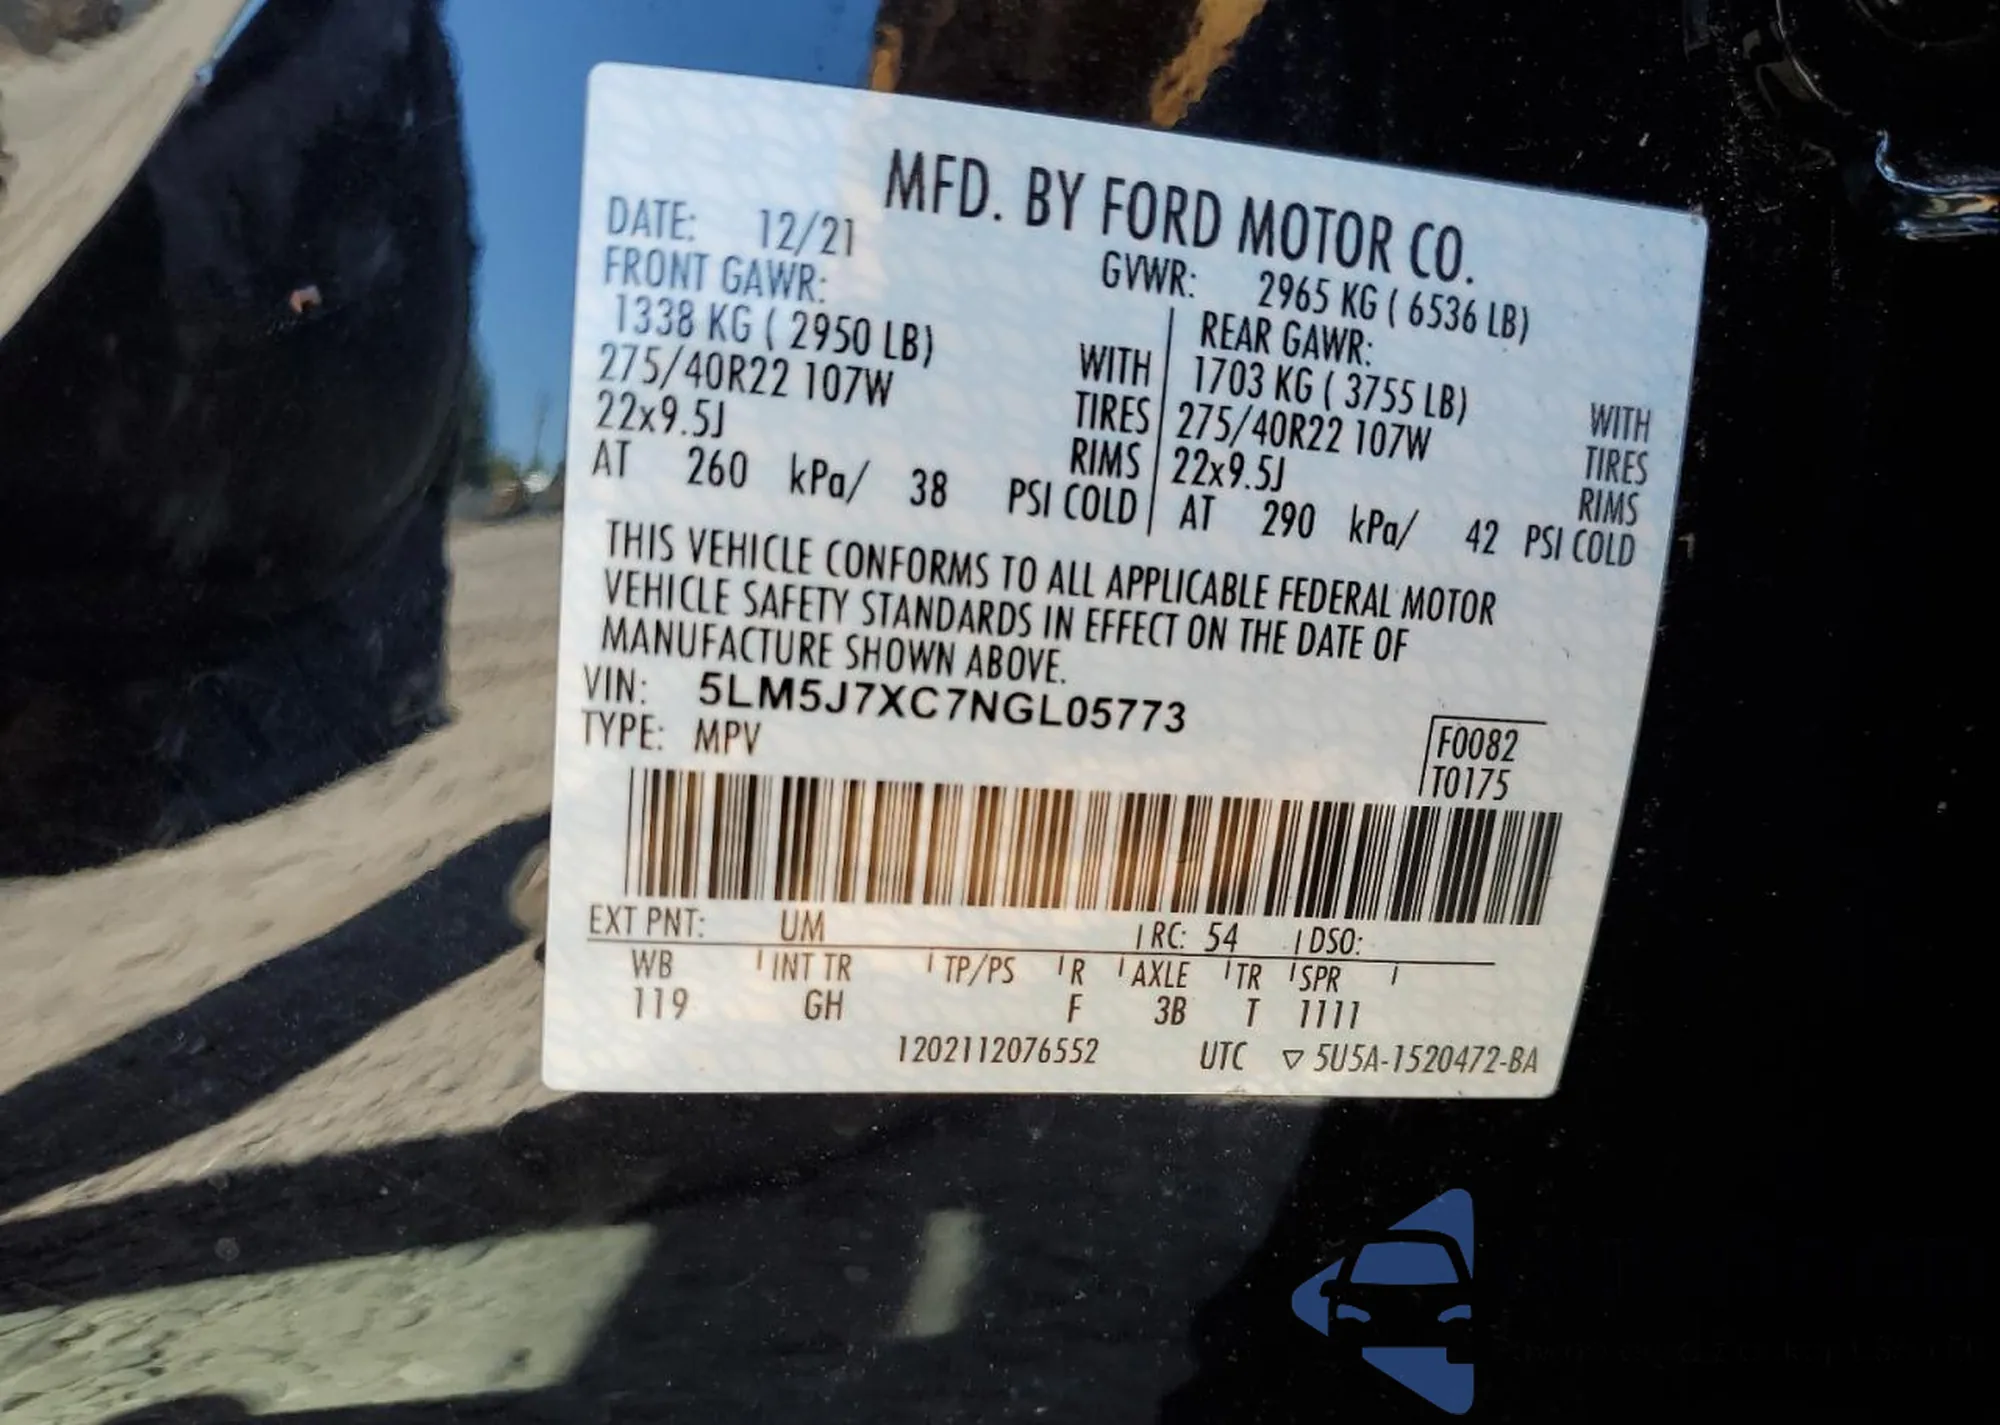 MFD. BY FORD MOTOR CO.
DATE: 12/21 GVWR: 2965 KG ( 6536 LB)
FRONT GAWR: REAR GAWR:
1338 KG ( 2950 LB) WITH 1703 KG ( 3755 LB) WITH
275/40R22 107W TIRES 275/40R22 107W TIRES
22x9.5J RIMS 22x9.5J RIMS
AT 260 kPa/ 38 PSI COLD AT 290 kPa/ 42 PSI COLD
THIS VEHICLE CONFORMS TO ALL APPLICABLE FEDERAL MOTOR
VEHICLE SAFETY STANDARDS IN EFFECT ON THE DATE OF
MANUFACTURE SHOWN ABOVE.
VIN: 5LM5J7XC7NGL05773
TYPE: MPV F0082
T0175
EXT PNT: UM RC: 54 DSO:
WB INT TR TP/PS R AXLE TR SPR
119 GH F 3B T 1111
1202112076552 UTC ▽ 5U5A-1520472-BA